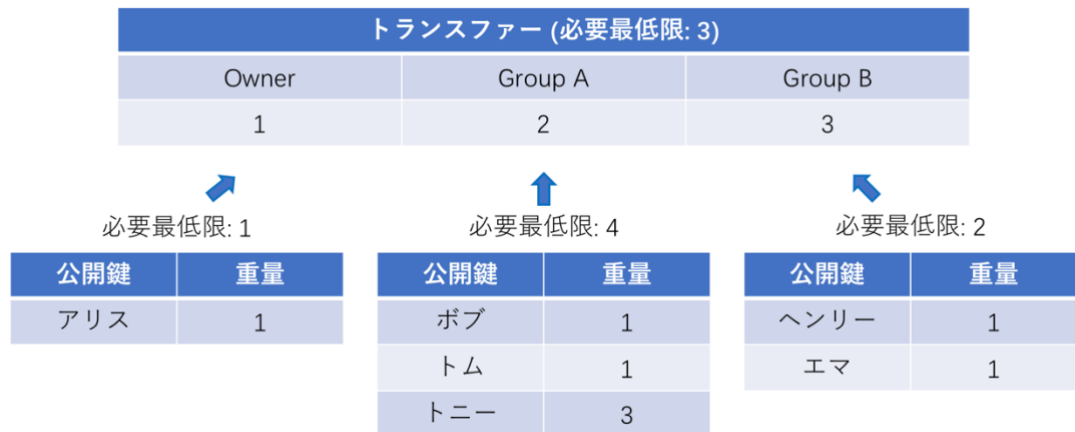 トランスファー (必要最低限: 3)
Owner Group A Group B
1 2 3
必要最低限: 1 必要最低限: 4 必要最低限: 2
公開鍵 重量 公開鍵 重量 公開鍵 重量
アリス 1 ボブ 1 ヘンリー 1
トム 1 エマ 1
トニー 3